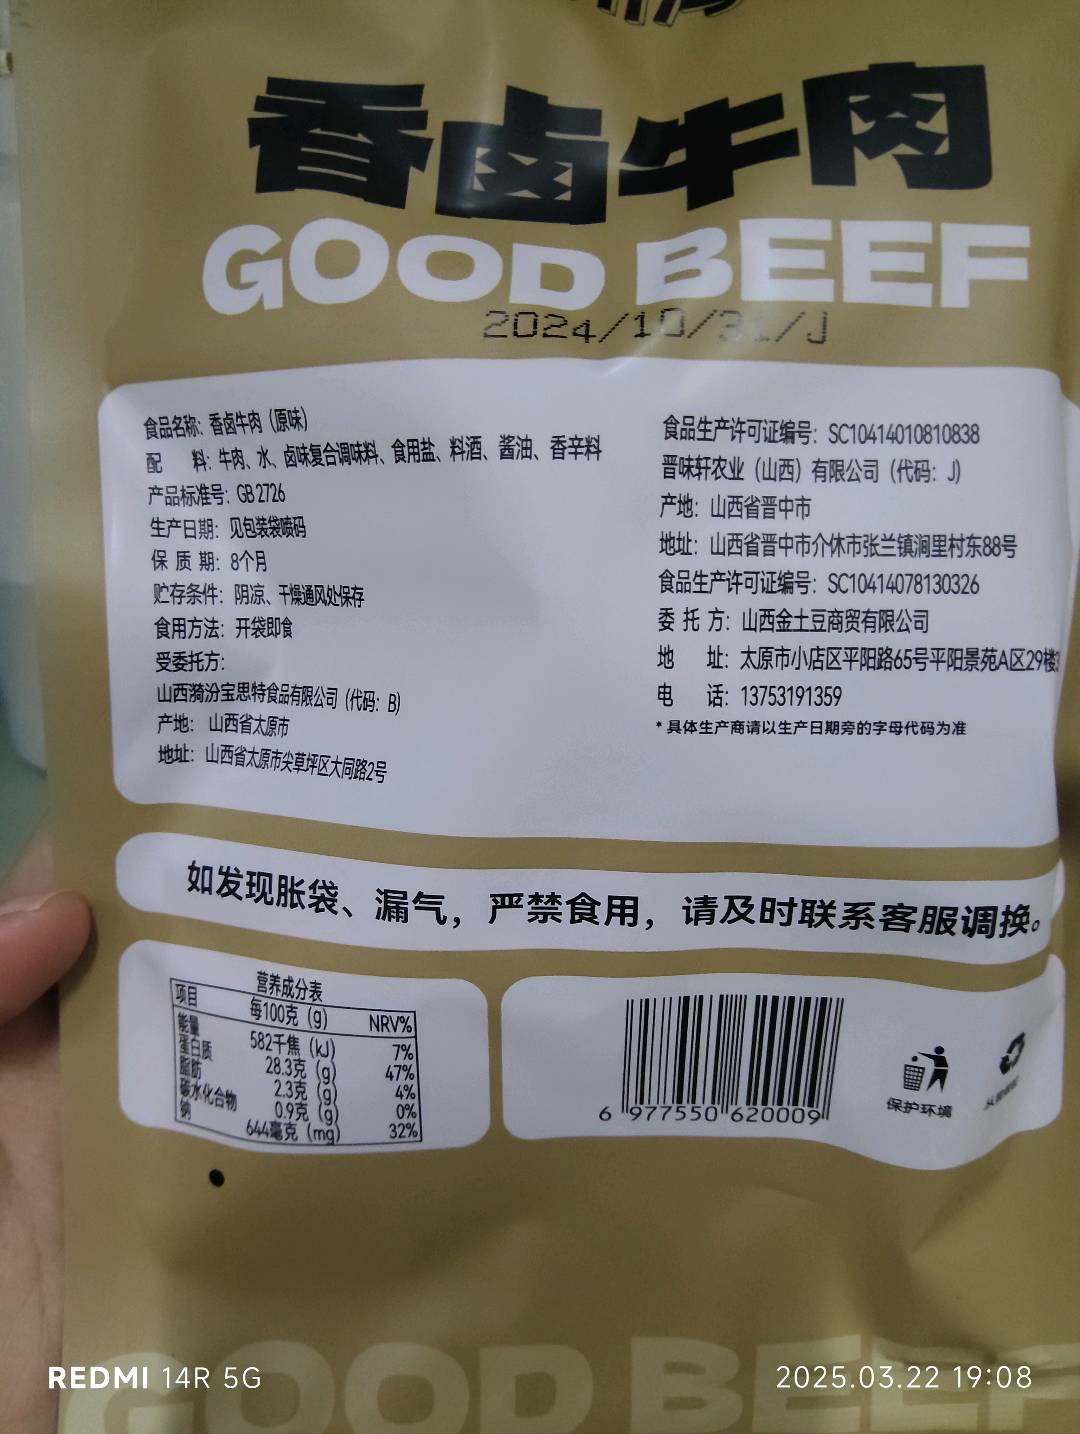 香卤牛肉
GOOD BEEF
2024/10/31/J
食品名称: 香卤牛肉 (原味)
配 料: 牛肉、水、卤味复合调味料、食用盐、料酒、酱油、香辛料
产品标准号: GB 2726
生产日期: 见包装袋喷码
保 质 期: 8个月
贮存条件: 阴凉、干燥通风处保存
食用方法: 开袋即食
受委托方:
山西漪汾宝思特食品有限公司 (代码: B)
产地: 山西省太原市
地址: 山西省太原市尖草坪区大同路2号
食品生产许可证编号: SC10414010810838
晋味轩农业 (山西) 有限公司 (代码: J)
产地: 山西省晋中市
地址: 山西省晋中市介休市张兰镇涧里村东88号
食品生产许可证编号: SC10414078130326
委 托 方: 山西金土豆商贸有限公司
地 址: 太原市小店区平阳路65号平阳景苑A区29楼
电 话: 13753191359
*具体生产商请以生产日期旁的字母代码为准
如发现胀袋、漏气，严禁食用，请及时联系客服调换。
营养成分表
项目 每100克 (g) NRV%
能量 582千焦 (kJ) 7%
蛋白质 28.3克 (g) 47%
脂肪 2.3克 (g) 4%
碳水化合物 0.9克 (g) 0%
钠 644毫克 (mg) 32%
6 977550 620009
保护环境
GOOD BEEF
REDMI 14R 5G
2025.03.22 19:08